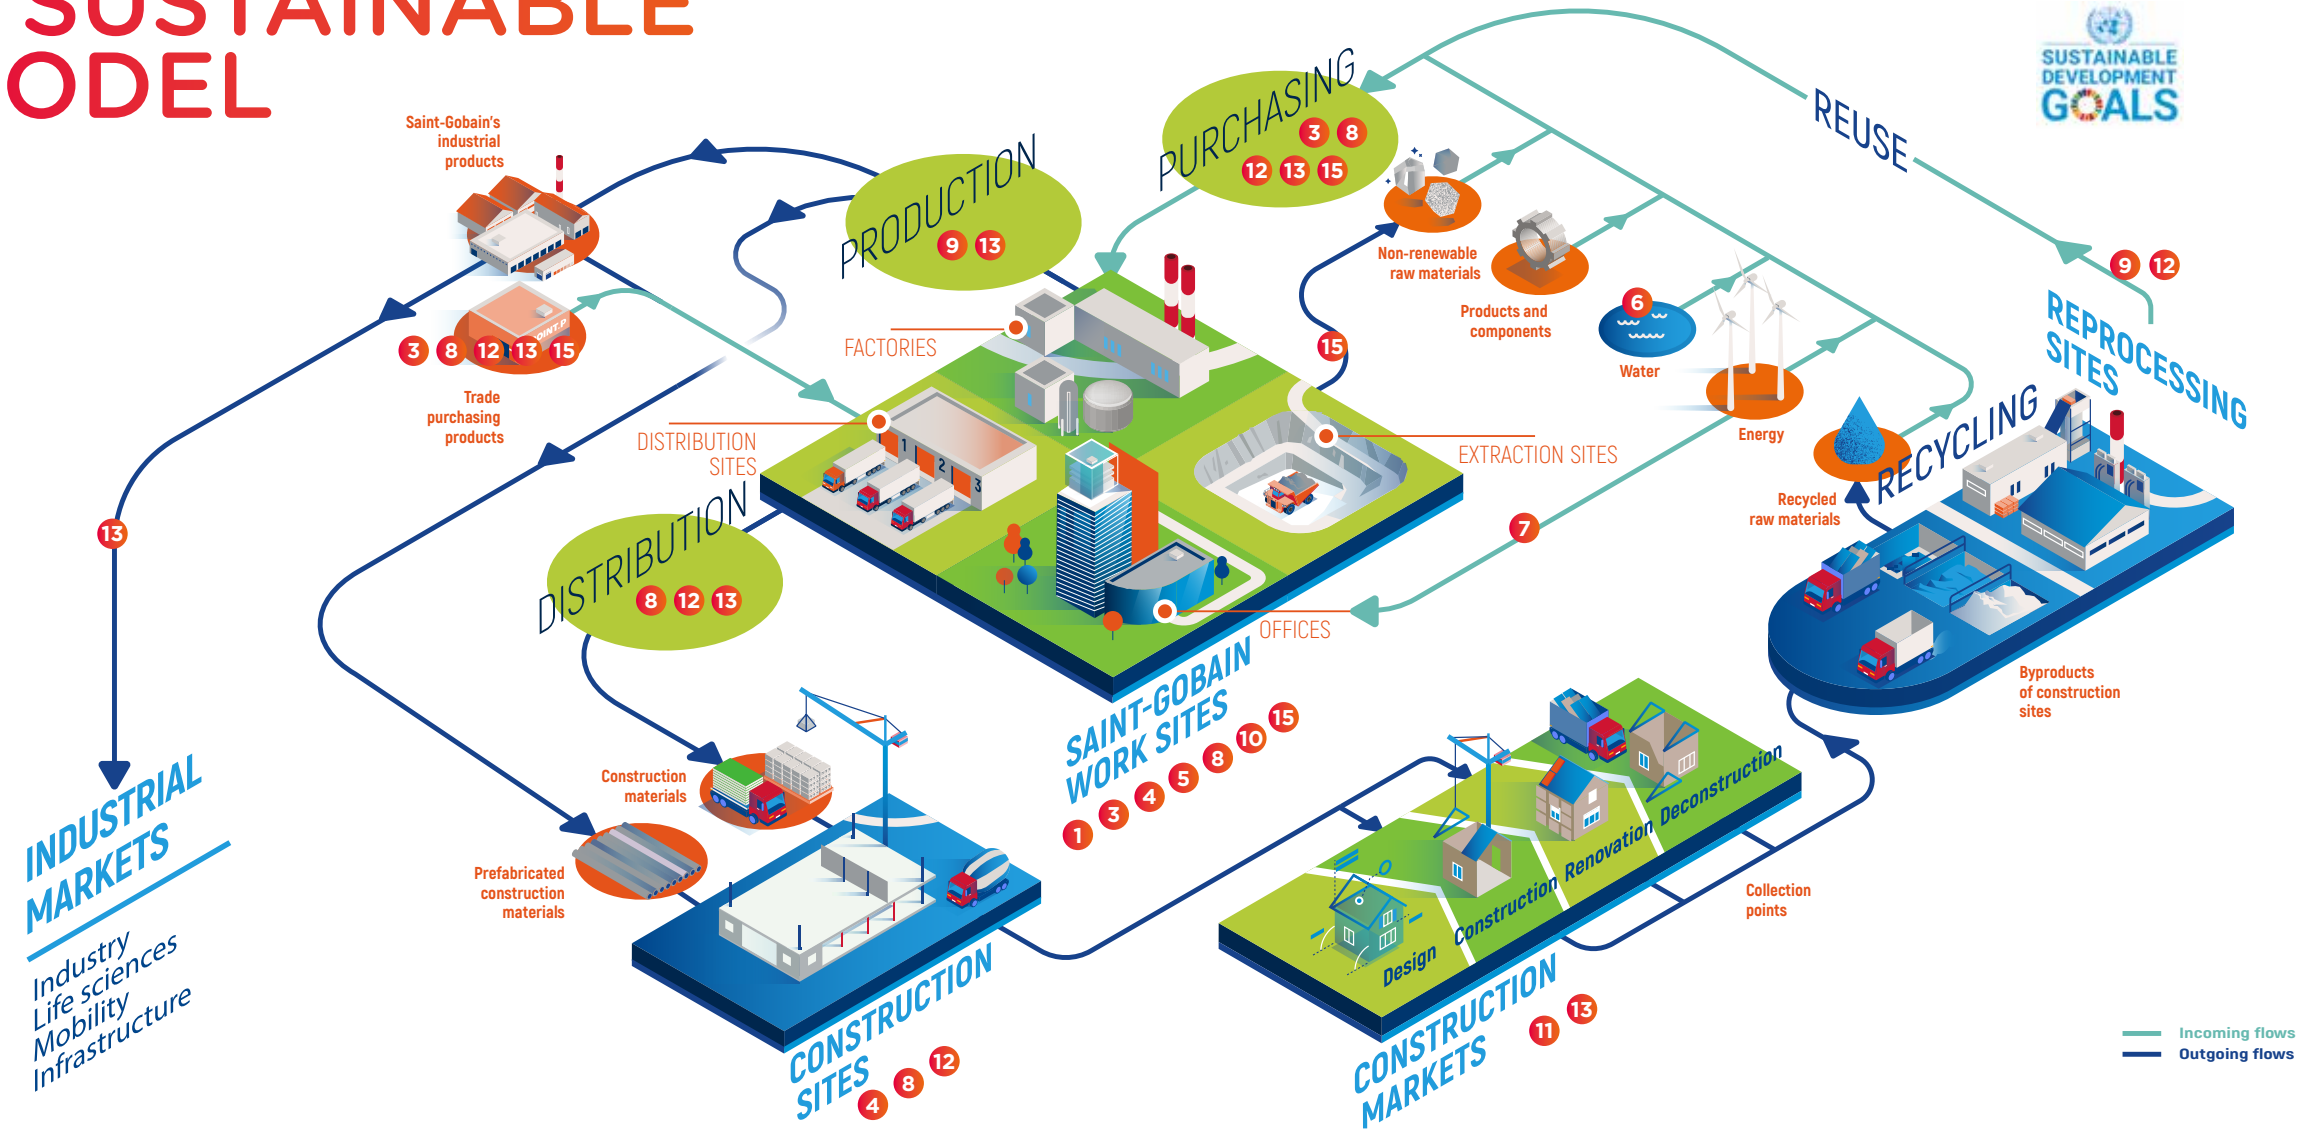 SUSTAINABLE
ODEL
SUSTAINABLE
DEVELOPMENT
GOALS
Saint-Gobain's
industrial
products
3 8 12 13 15
POINT.P
Trade
purchasing
products
13
INDUSTRIAL
MARKETS
Industry
Life sciences
Mobility
Infrastructure
PRODUCTION
9 13
PURCHASING
3 8
12 13 15
REUSE
Non-renewable
raw materials
Products and
components
6
Water
Energy
Recycled
raw materials
RECYCLING
9 12
REPROCESSING
SITES
FACTORIES
DISTRIBUTION
SITES
1
2
3
15
EXTRACTION SITES
7
OFFICES
DISTRIBUTION
8 12 13
SAINT-GOBAIN
WORK SITES
1 3 4 5 8 10 15
Construction
materials
Prefabricated
construction
materials
CONSTRUCTION
SITES
4 8 12
Design
Construction
Renovation
Deconstruction
CONSTRUCTION
MARKETS
11 13
Collection
points
Byproducts
of construction
sites
Incoming flows
Outgoing flows